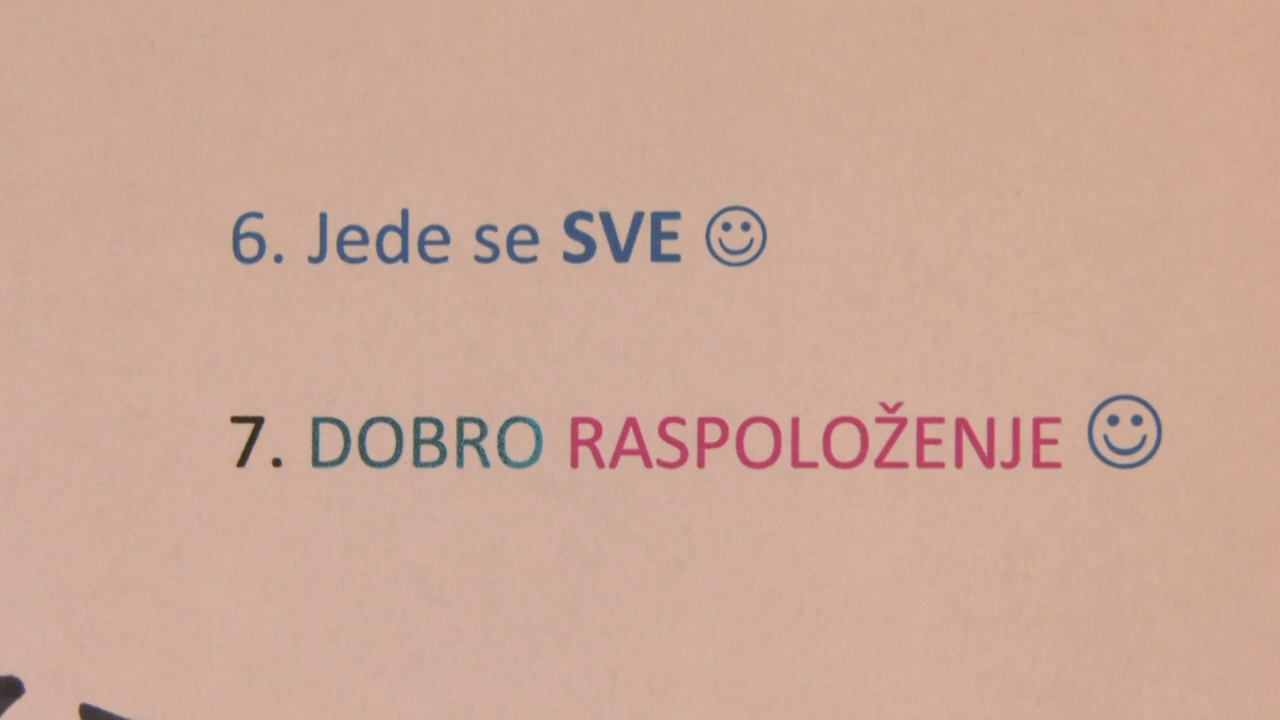 6. Jede se SVE ☺
7. DOBRO RASPOLOŽENJE ☺